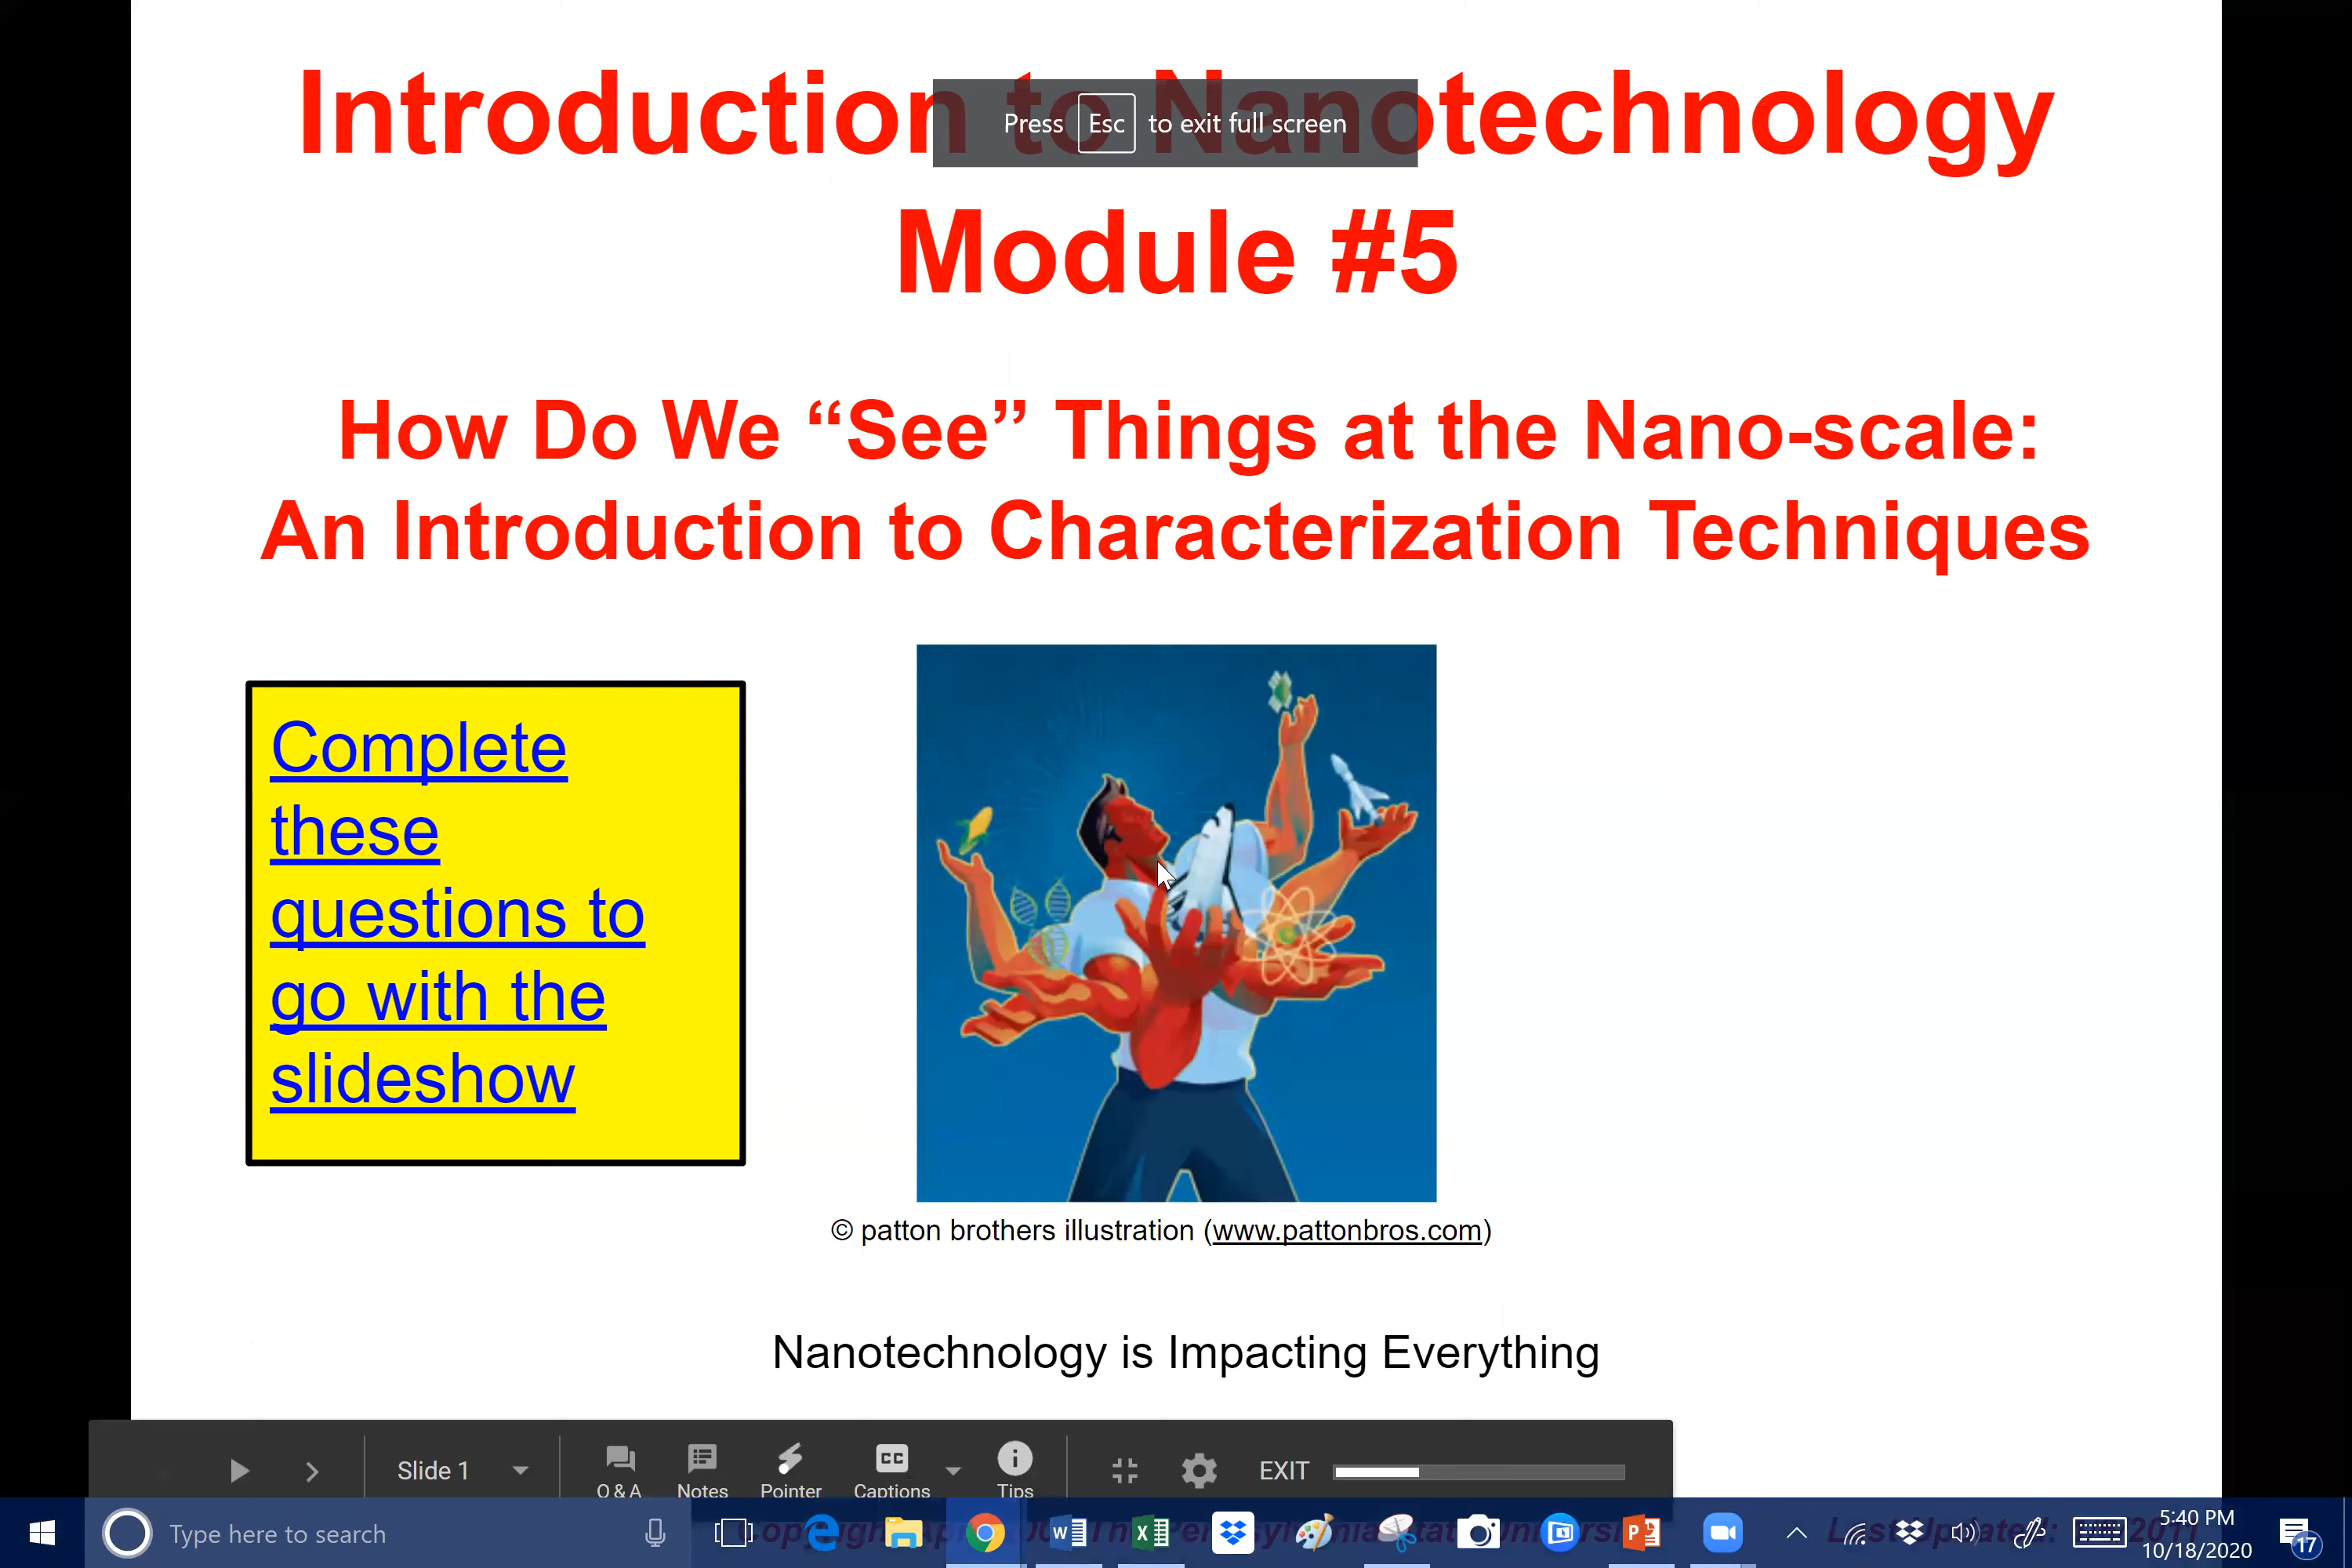 Introduction to Nanotechnology
Press Esc to exit full screen
Module #5
How Do We “See” Things at the Nano-scale:
An Introduction to Characterization Techniques
Complete
these
questions to
go with the
slideshow
© patton brothers illustration (www.pattonbros.com)
Nanotechnology is Impacting Everything
Slide 1
Q & A
Notes
Pointer
CC
Captions
Tips
EXIT
Type here to search
5:40 PM
10/18/2020
17